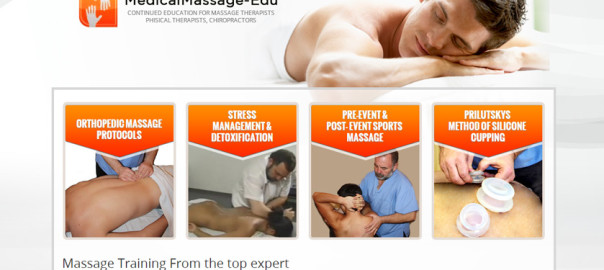 MedicalMassage-Edu
CONTINUED EDUCATION FOR MASSAGE THERAPISTS
PHISICAL THERAPISTS, CHIROPRACTORS
ORTHOPEDIC MASSAGE
PROTOCOLS
STRESS
MANAGEMENT &
DETOXIFICATION
PRE-EVENT &
POST-EVENT SPORTS
MASSAGE
PRILUTSKYS
METHOD OF SILICONE
CUPPING
Massage Training From the top expert